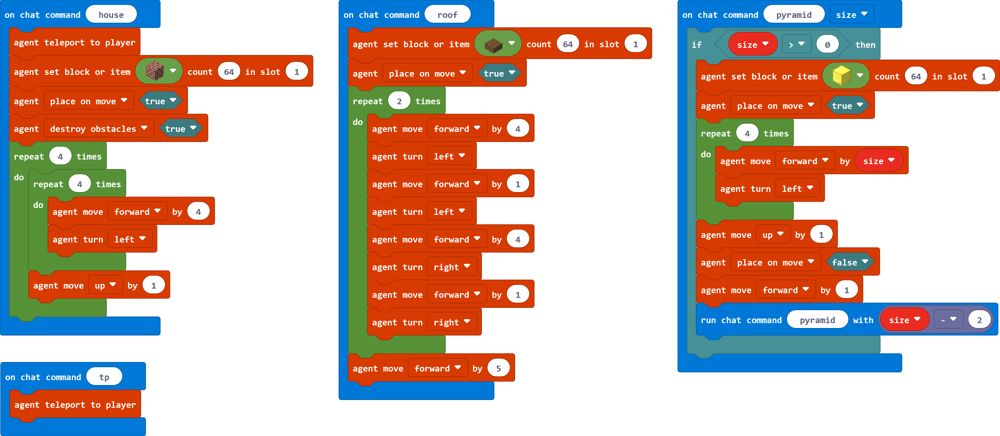 on chat command house
agent teleport to player
agent set block or item count 64 in slot 1
agent place on move true
agent destroy obstacles true
repeat 4 times
do
repeat 4 times
do
agent move forward by 4
agent turn left
agent move up by 1
on chat command tp
agent teleport to player
on chat command roof
agent set block or item count 64 in slot 1
agent place on move true
repeat 2 times
do
agent move forward by 4
agent turn left
agent move forward by 1
agent turn left
agent move forward by 4
agent turn right
agent move forward by 1
agent turn right
agent move forward by 5
on chat command pyramid size
if size > 0 then
agent set block or item count 64 in slot 1
agent place on move true
repeat 4 times
do
agent move forward by size
agent turn left
agent move up by 1
agent place on move false
agent move forward by 1
run chat command pyramid with size - 2